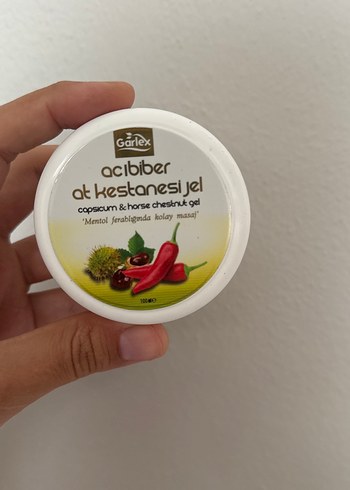 Garlex
acıbiber
at kestanesi jel
capsicum & horse chestnut gel
'Mentol ferahlığında kolay masaj'